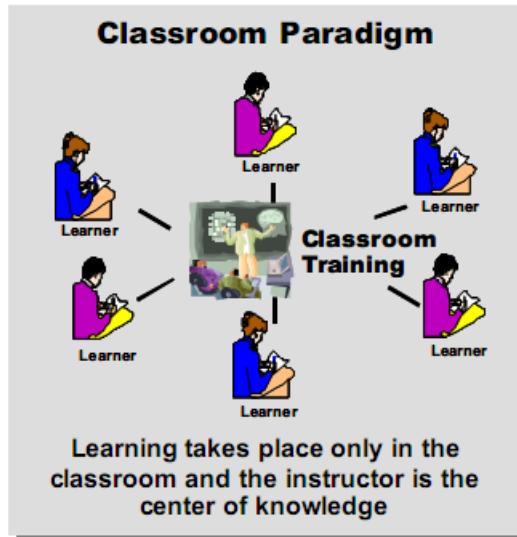 Classroom Paradigm
Learner
Learner
Learner
Classroom
Training
Learner
Learner
Learner
Learning takes place only in the
classroom and the instructor is the
center of knowledge